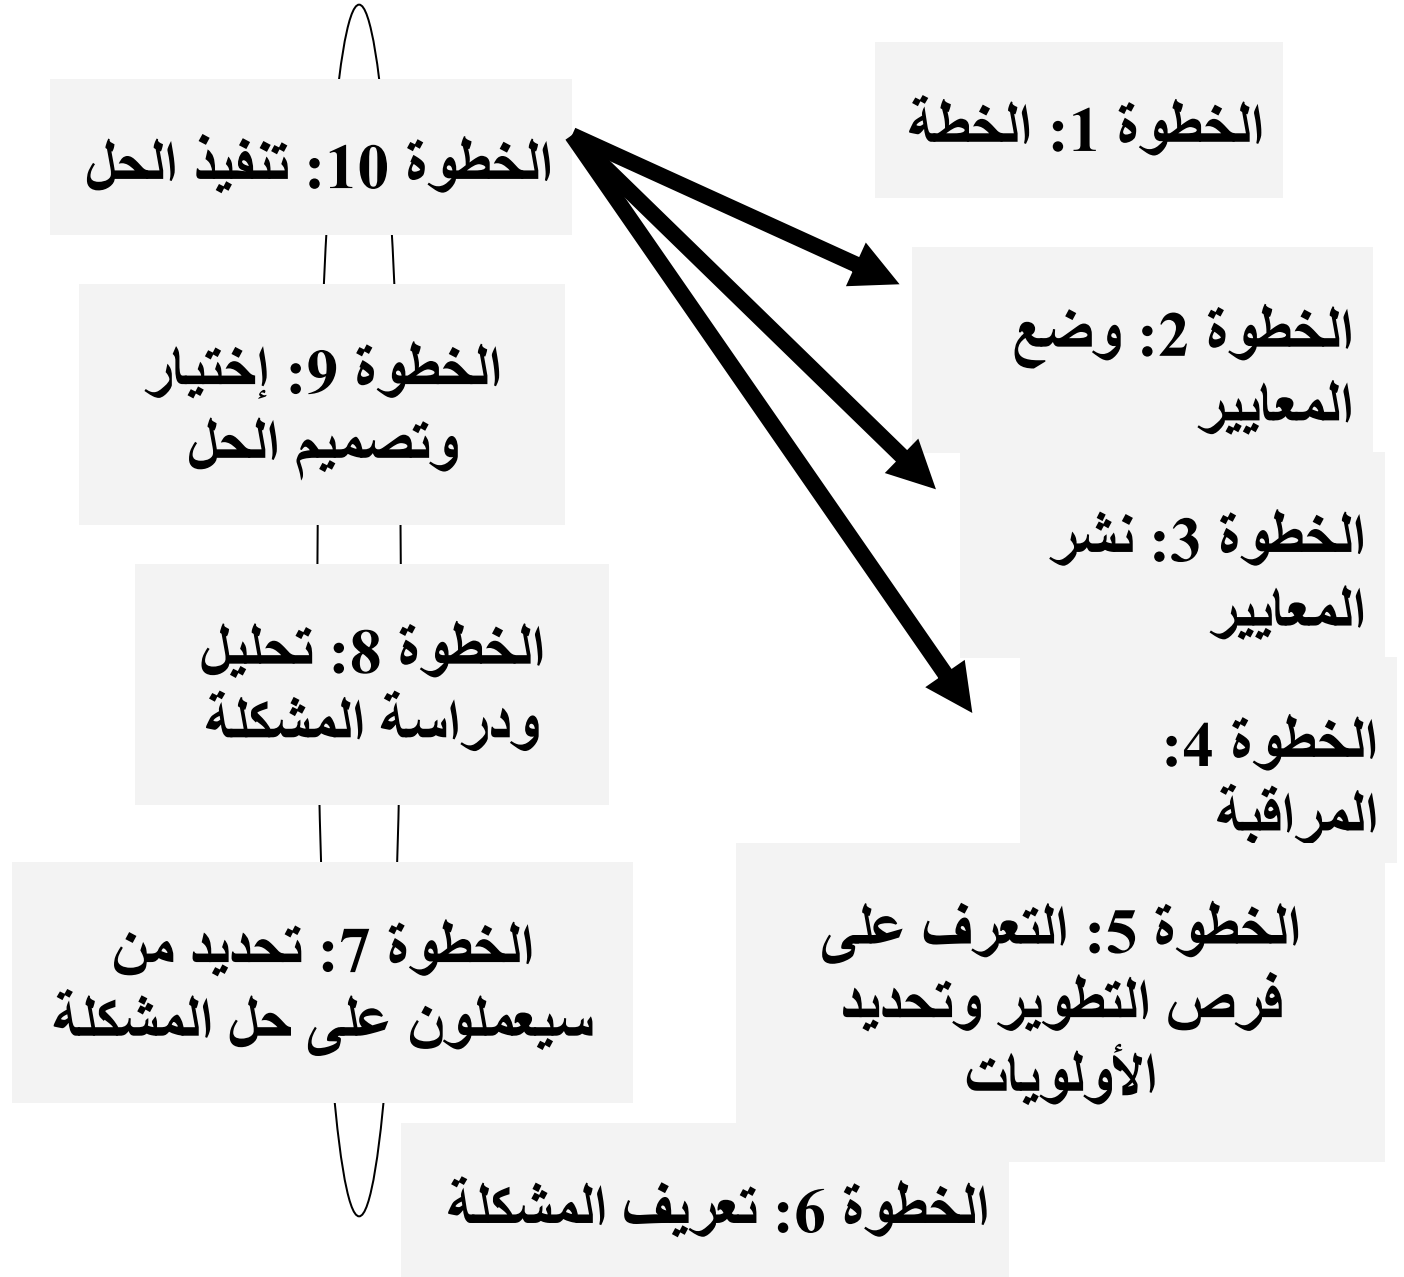 الخطوة 1: الخطة
الخطوة 2: وضع
المعايير
الخطوة 3: نشر
المعايير
الخطوة 4:
المراقبة
الخطوة 5: التعرف على
فرص التطوير وتحديد
الأولويات
الخطوة 6: تعريف المشكلة
الخطوة 7: تحديد من
سيعملون على حل المشكلة
الخطوة 8: تحليل
ودراسة المشكلة
الخطوة 9: إختيار
وتصميم الحل
الخطوة 10: تنفيذ الحل